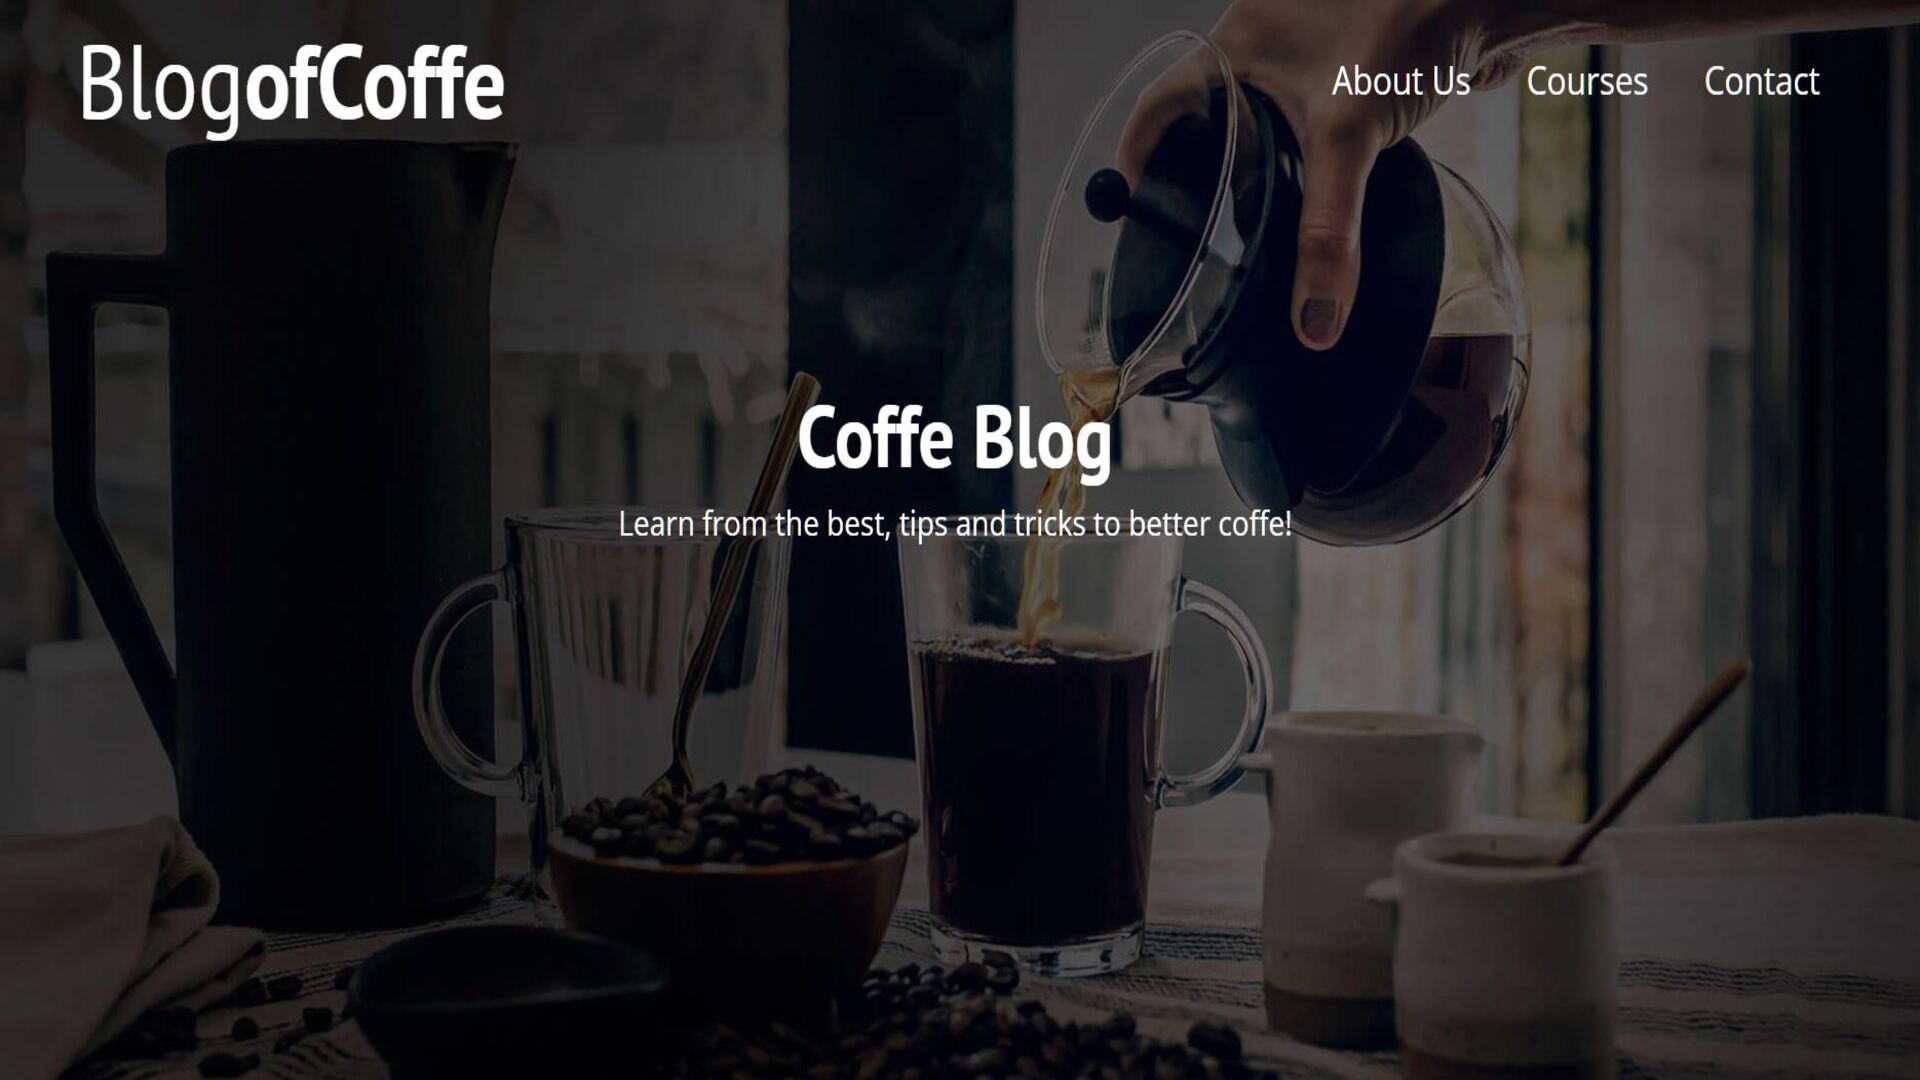 BlogofCoffe
About Us Courses Contact
Coffe Blog
Learn from the best, tips and tricks to better coffe!